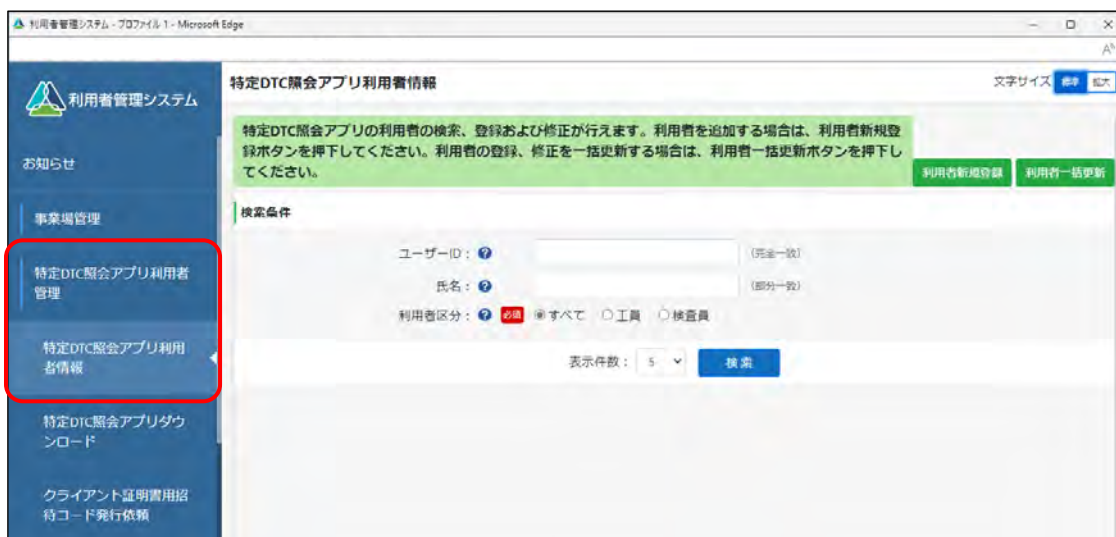 利用者管理システム - プロファイル 1 - Microsoft Edge
利用者管理システム
お知らせ
事業場管理
特定DTC照会アプリ利用者
管理
特定DTC照会アプリ利用
者情報
特定DTC照会アプリダウ
ンロード
クライアント証明書用招
待コード発行依頼
特定DTC照会アプリ利用者情報
文字サイズ 標準 拡大
特定DTC照会アプリの利用者の検索、登録および修正が行えます。利用者を追加する場合は、利用者新規登
録ボタンを押下してください。利用者の登録、修正を一括更新する場合は、利用者一括更新ボタンを押下し
てください。
利用者新規登録 利用者一括更新
検索条件
ユーザーID： (完全一致)
氏名： (部分一致)
利用者区分： 必須 すべて 工員 検査員
表示件数： 5 検索